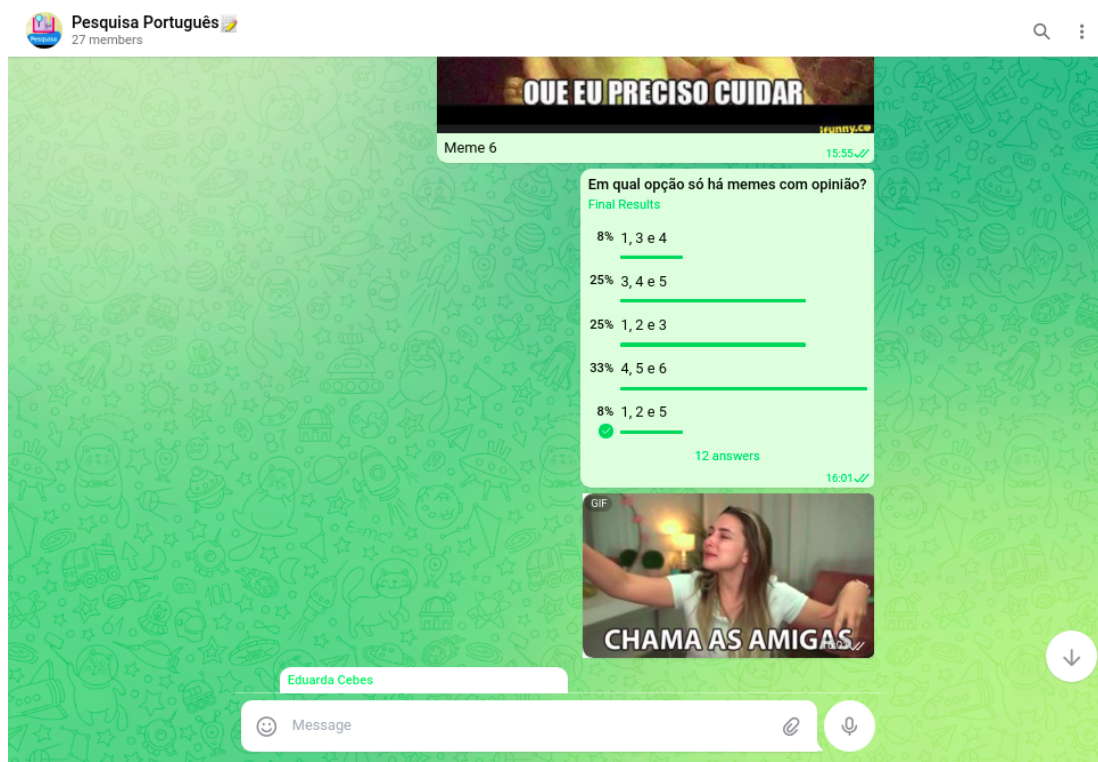 Pesquisa
Pesquisa Português
27 members
QUE EU PRECISO CUIDAR
ifunny.co
Meme 6
15:55
Em qual opção só há memes com opinião?
Final Results
8% 1, 3 e 4
25% 3, 4 e 5
25% 1, 2 e 3
33% 4, 5 e 6
8% 1, 2 e 5
12 answers
16:01
GIF
CHAMA AS AMIGAS
Eduarda Cebes
Message